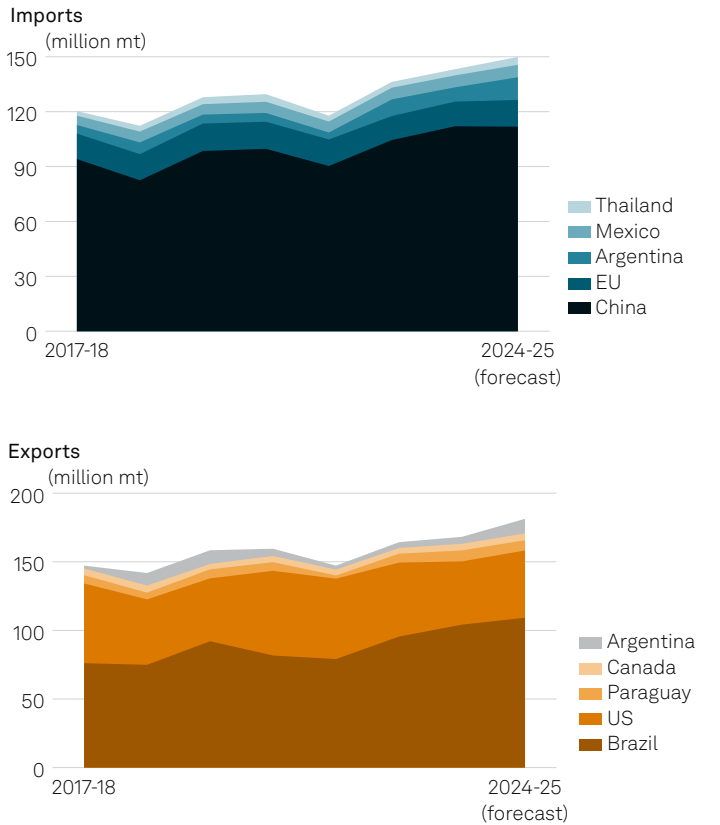 Imports
(million mt)
150
120
90
60
30
0
2017-18
2024-25
(forecast)
Thailand
Mexico
Argentina
EU
China
Exports
(million mt)
200
150
100
50
0
2017-18
2024-25
(forecast)
Argentina
Canada
Paraguay
US
Brazil